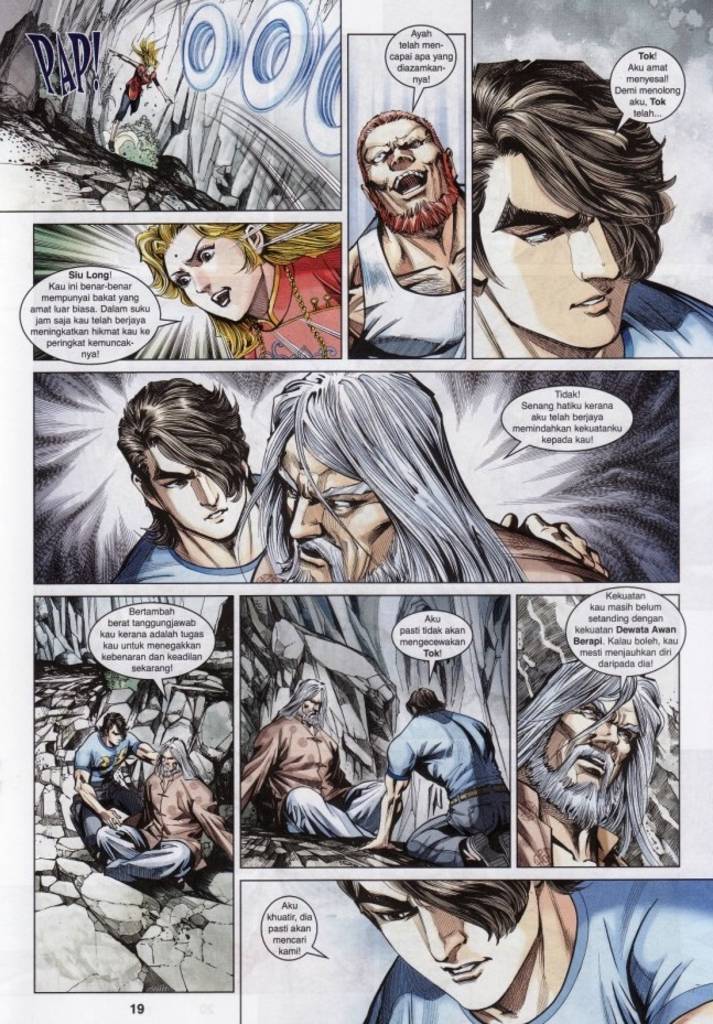 PAP!
Ayah
telah men-
capai apa yang
diazamkan-
nya!
Tok!
Aku amat
menyesal!
Demi menolong
aku, Tok
telah...
Siu Long!
Kau ini benar-benar
mempunyai bakat yang
amat luar biasa. Dalam suku
jam saja kau telah berjaya
meningkatkan hikmat kau ke
kemuncak-
nya!
Tidak!
Senang hatiku kerana
aku telah berjaya
memindahkan kekuatanku
kepada kau!
Bertambah
berat tanggungjawab
kau kerana adalah tugas
kau untuk menegakkan
kebenaran dan keadilan
sekarang!
Aku
pasti tidak akan
mengecewakan
Tok!
Kekuatan
kau masih belum
setanding dengan
kekuatan Dewata Awan
Berapi. Kalau boleh, kau
mesti menjauhkan diri
daripada dia!
Aku
khuatir, dia
pasti akan
mencari
kami!
19